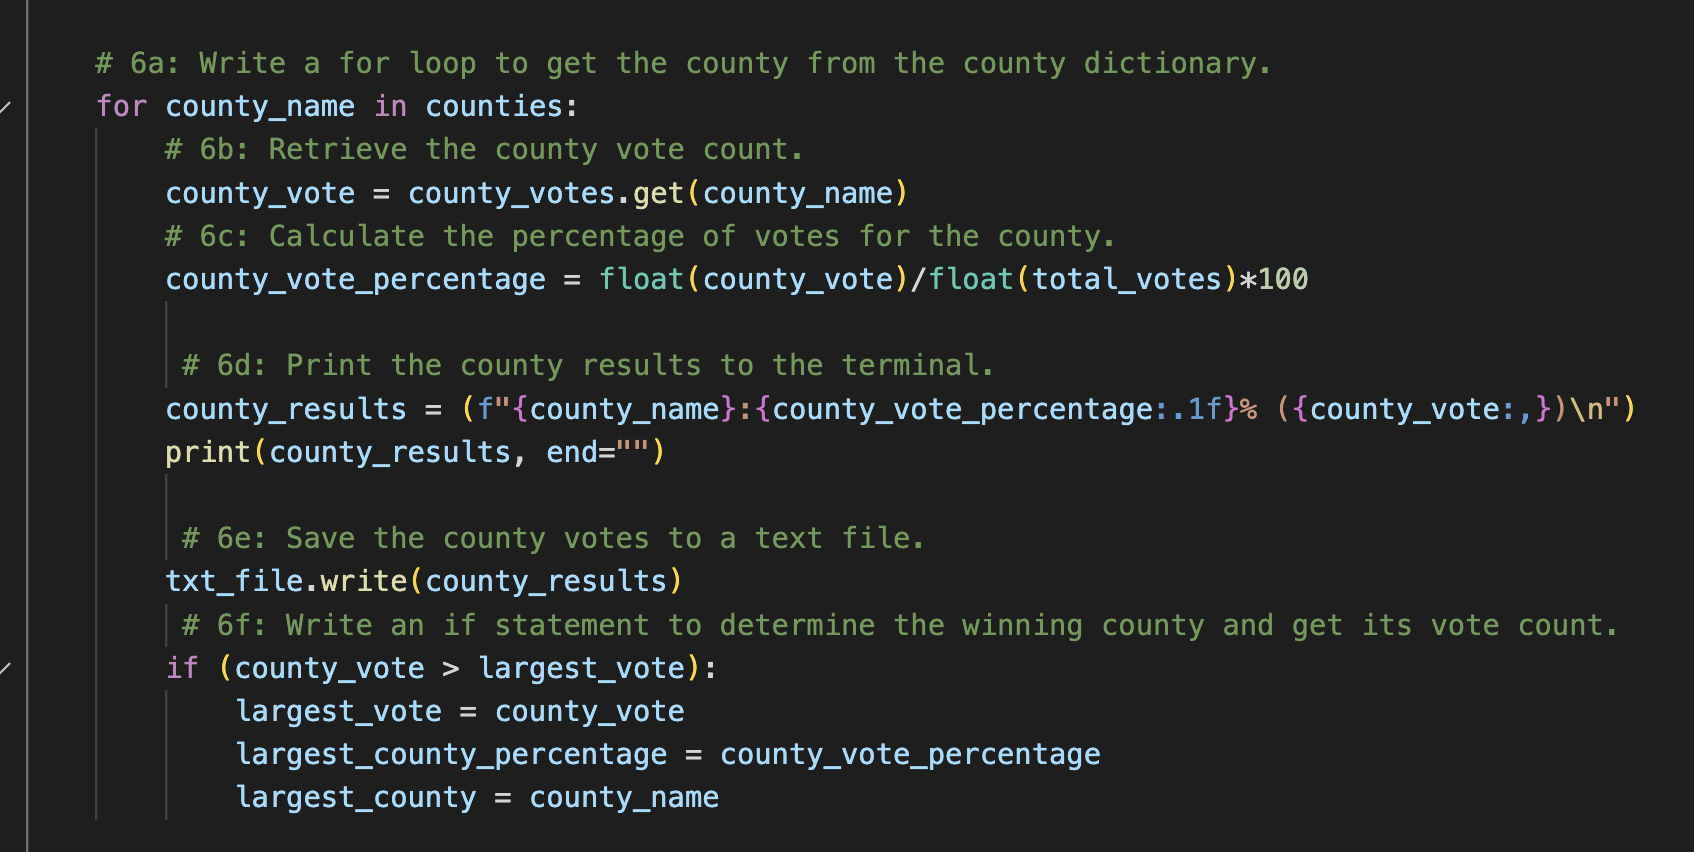 # 6a: Write a for loop to get the county from the county dictionary.
for county_name in counties:
# 6b: Retrieve the county vote count.
county_vote = county_votes.get(county_name)
# 6c: Calculate the percentage of votes for the county.
county_vote_percentage = float(county_vote)/float(total_votes)*100
# 6d: Print the county results to the terminal.
county_results = (f"{county_name}:{county_vote_percentage:.1f}% ({county_vote:,})\n")
print(county_results, end="")
# 6e: Save the county votes to a text file.
txt_file.write(county_results)
# 6f: Write an if statement to determine the winning county and get its vote count.
if (county_vote > largest_vote):
largest_vote = county_vote
largest_county_percentage = county_vote_percentage
largest_county = county_name